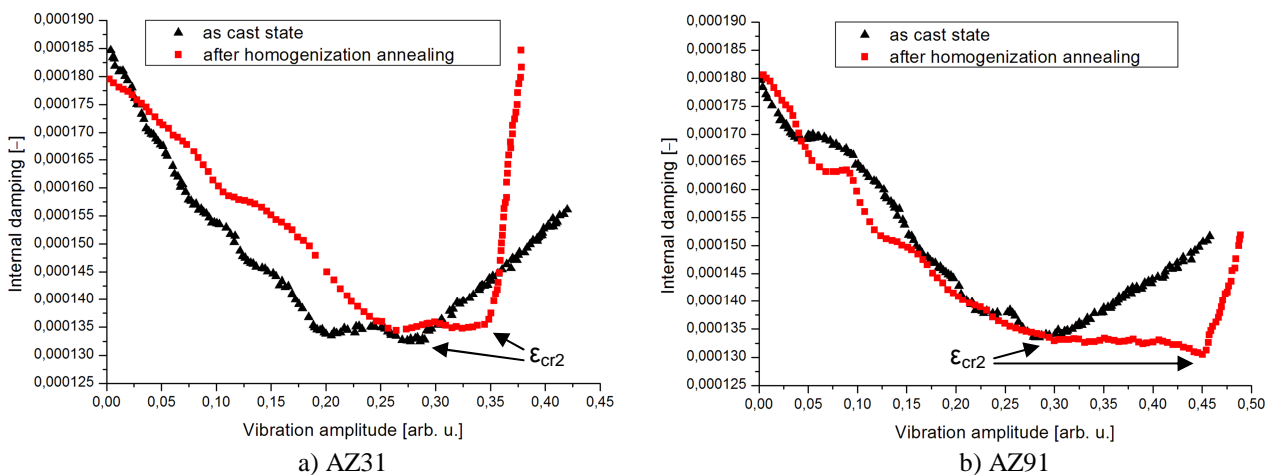 0,000190
0,000185
0,000180
0,000175
0,000170
0,000165
0,000160
0,000155
0,000150
0,000145
0,000140
0,000135
0,000130
0,000125
0,000120
Internal damping [–]
as cast state
after homogenization annealing
εcr2
0,00 0,05 0,10 0,15 0,20 0,25 0,30 0,35 0,40 0,45
Vibration amplitude [arb. u.]
a) AZ31
0,000190
0,000185
0,000180
0,000175
0,000170
0,000165
0,000160
0,000155
0,000150
0,000145
0,000140
0,000135
0,000130
0,000125
Internal damping [–]
as cast state
after homogenization annealing
εcr2
0,00 0,05 0,10 0,15 0,20 0,25 0,30 0,35 0,40 0,45 0,50
Vibration amplitude [arb. u.]
b) AZ91